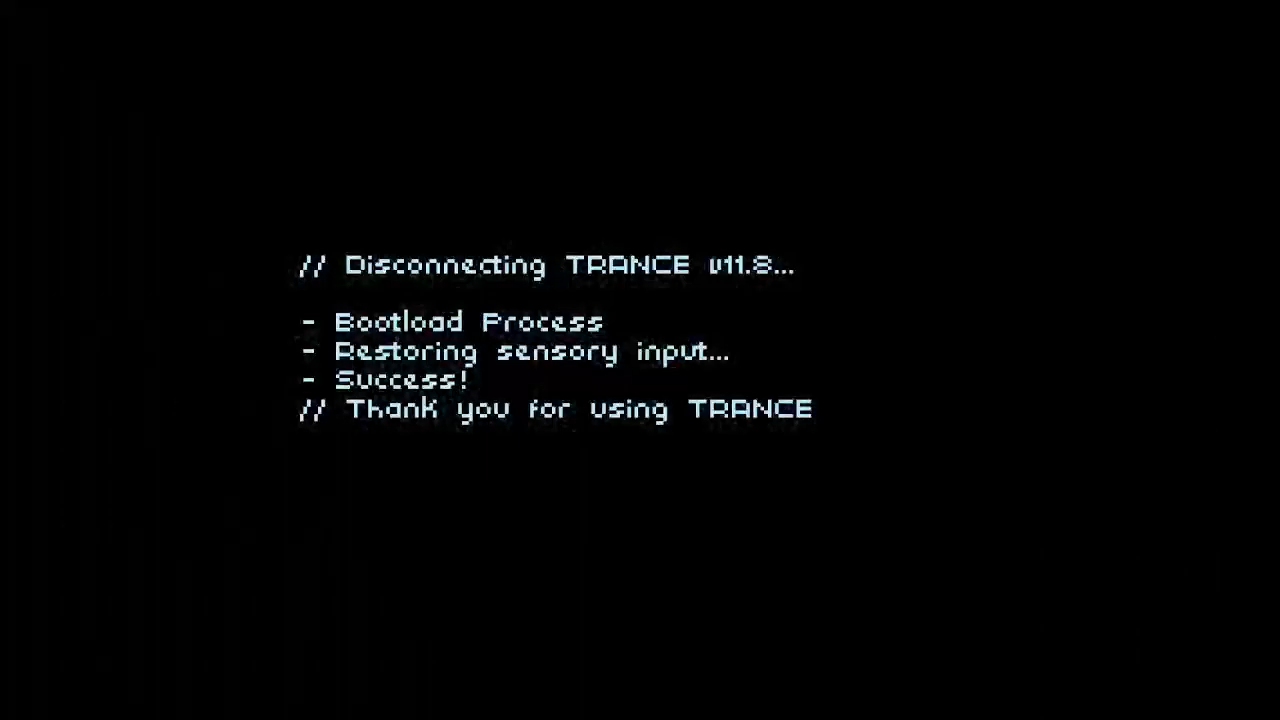 // Disconnecting TRANCE v11.8...
- Bootload Process
- Restoring sensory input...
- Success!
// Thank you for using TRANCE